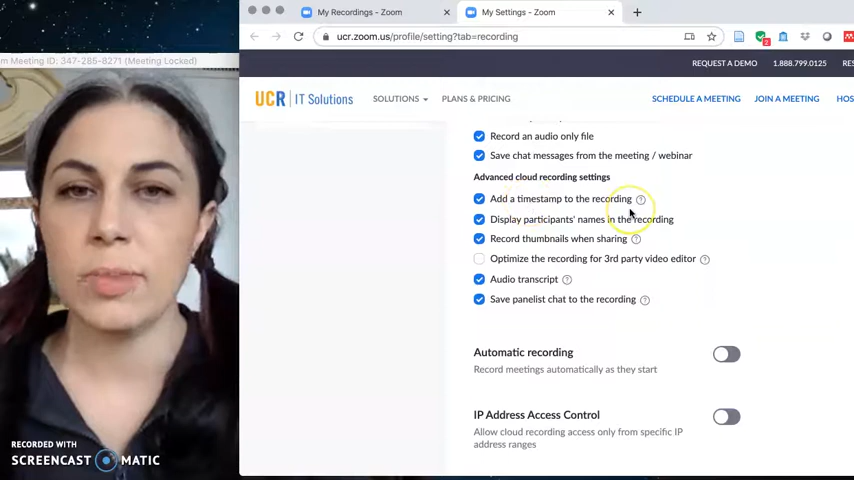 My Recordings - Zoom
My Settings - Zoom
m Meeting ID: 347-285-8271 (Meeting Locked)
ucr.zoom.us/profile/setting?tab=recording
2
REQUEST A DEMO 1.888.799.0125 RES
UCR | IT Solutions SOLUTIONS PLANS & PRICING SCHEDULE A MEETING JOIN A MEETING HOS
Record an audio only file
Save chat messages from the meeting / webinar
Advanced cloud recording settings
Add a timestamp to the recording ?
Display participants' names in the recording
Record thumbnails when sharing ?
Optimize the recording for 3rd party video editor ?
Audio transcript ?
Save panelist chat to the recording ?
Automatic recording
Record meetings automatically as they start
IP Address Access Control
Allow cloud recording access only from specific IP
address ranges
RECORDED WITH
SCREENCAST MATIC